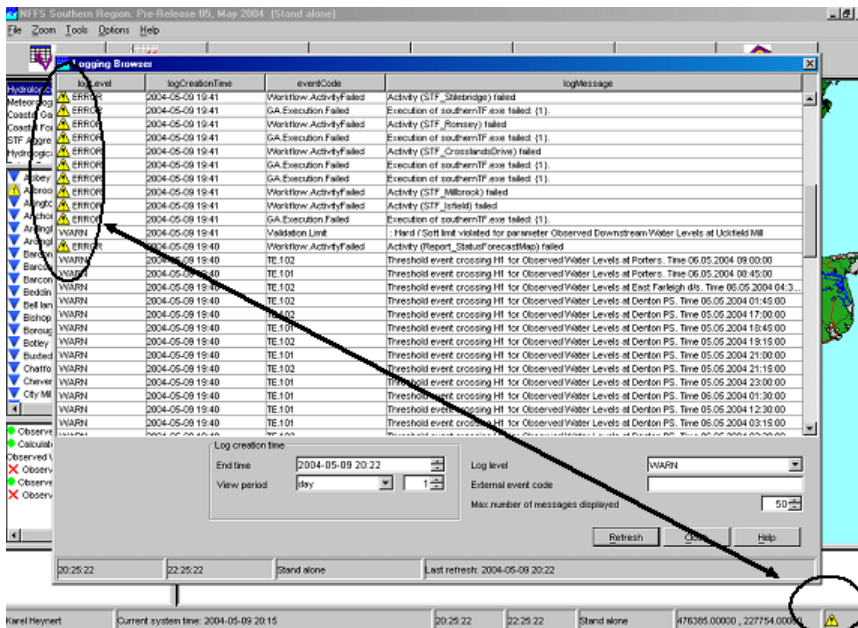 NFFS Southern Region. Pre-Release 05, May 2004 (Stand alone)
File Zoom Tools Options Help
Logging Browser
logLevel logCreationTime eventCode logMessage
ERROR 2004-05-09 19:41 Workflow.ActivityFailed Activity (STF_Stilebridge) failed
ERROR 2004-05-09 19:41 GA.Execution.Failed Execution of southernTF.exe failed: {1}.
ERROR 2004-05-09 19:41 Workflow.ActivityFailed Activity (STF_Romsey) failed
ERROR 2004-05-09 19:41 GA.Execution.Failed Execution of southernTF.exe failed: {1}.
ERROR 2004-05-09 19:41 Workflow.ActivityFailed Activity (STF_CrosslandsDrive) failed
ERROR 2004-05-09 19:41 GA.Execution.Failed Execution of southernTF.exe failed: {1}.
ERROR 2004-05-09 19:41 Workflow.ActivityFailed Activity (STF_Millbrook) failed
ERROR 2004-05-09 19:41 Workflow.ActivityFailed Activity (STF_Isfield) failed
ERROR 2004-05-09 19:41 GA.Execution.Failed Execution of southernTF.exe failed: {1}.
WARN 2004-05-09 19:41 Validation.Limit : Hard / Soft limit violated for parameter Observed Downstream Water Levels at Uckfield Mill
ERROR 2004-05-09 19:40 Workflow.ActivityFailed Activity (Report_StatusForecastMap) failed
WARN 2004-05-09 19:40 TE.102 Threshold event crossing H1 for Observed Water Levels at Porters. Time 06.05.2004 09:00:00
WARN 2004-05-09 19:40 TE.101 Threshold event crossing H1 for Observed Water Levels at Porters. Time 06.05.2004 08:45:00
WARN 2004-05-09 19:40 TE.102 Threshold event crossing H1 for Observed Water Levels at East Farleigh d/s. Time 06.05.2004 04:3...
WARN 2004-05-09 19:40 TE.102 Threshold event crossing H1 for Observed Water Levels at Denton PS. Time 06.05.2004 01:45:00
WARN 2004-05-09 19:40 TE.102 Threshold event crossing H1 for Observed Water Levels at Denton PS. Time 05.05.2004 17:00:00
WARN 2004-05-09 19:40 TE.101 Threshold event crossing H1 for Observed Water Levels at Denton PS. Time 05.05.2004 18:45:00
WARN 2004-05-09 19:40 TE.102 Threshold event crossing H1 for Observed Water Levels at Denton PS. Time 05.05.2004 19:15:00
WARN 2004-05-09 19:40 TE.101 Threshold event crossing H1 for Observed Water Levels at Denton PS. Time 05.05.2004 21:00:00
WARN 2004-05-09 19:40 TE.102 Threshold event crossing H1 for Observed Water Levels at Denton PS. Time 05.05.2004 21:15:00
WARN 2004-05-09 19:40 TE.101 Threshold event crossing H1 for Observed Water Levels at Denton PS. Time 05.05.2004 23:00:00
WARN 2004-05-09 19:40 TE.101 Threshold event crossing H1 for Observed Water Levels at Denton PS. Time 06.05.2004 01:30:00
WARN 2004-05-09 19:40 TE.101 Threshold event crossing H1 for Observed Water Levels at Denton PS. Time 05.05.2004 12:30:00
WARN 2004-05-09 19:40 TE.101 Threshold event crossing H1 for Observed Water Levels at Denton PS. Time 06.05.2004 03:15:00
Log creation time
End time 2004-05-09 20:22 Log level WARN
View period day 1 External event code
Max.number of messages displayed 50
Refresh Close Help
20:25:22 22:25:22 Stand alone Last refresh: 2004-05-09 20:22
Karel Heynert Current system time: 2004-05-09 20:15 20:25:22 22:25:22 Stand alone 476385.00000 , 227754.00000